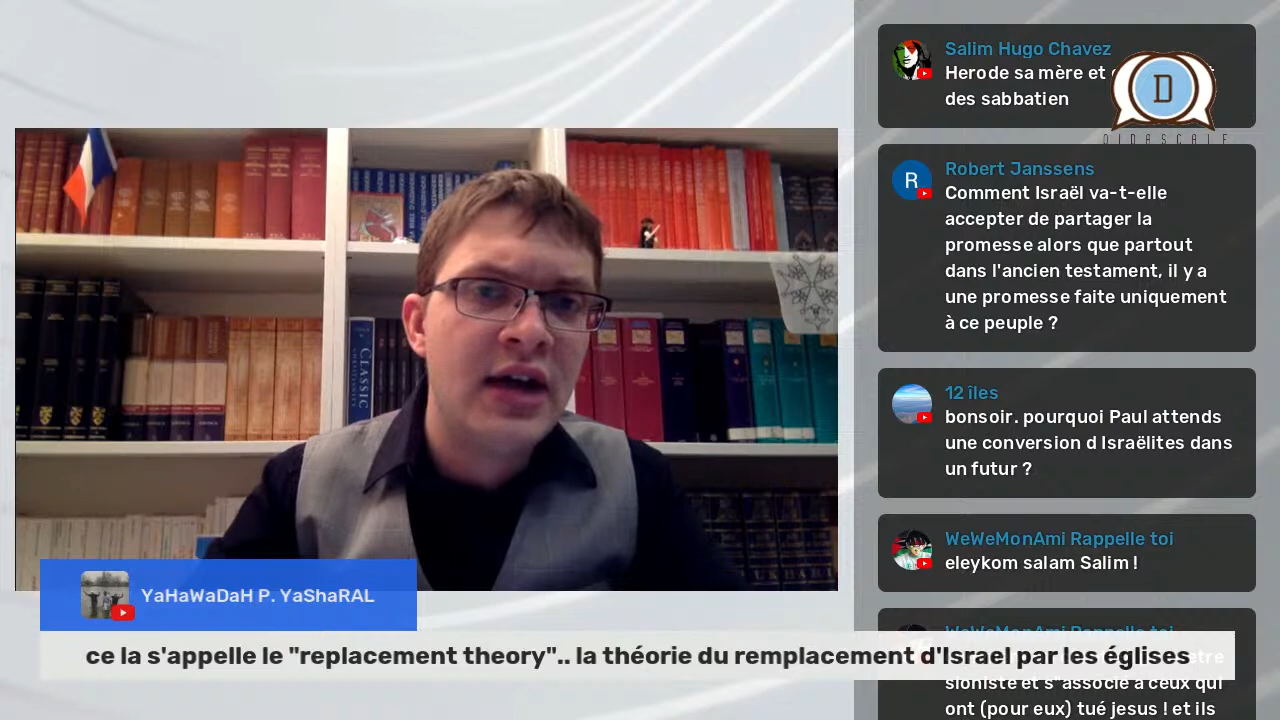 Salim Hugo Chavez
Herode sa mère et
des sabbatien
D
DIDASCALE
Robert Janssens
R
Comment Israël va-t-elle
accepter de partager la
promesse alors que partout
dans l'ancien testament, il y a
une promesse faite uniquement
à ce peuple ?
12 îles
bonsoir. pourquoi Paul attends
une conversion d Israëlites dans
un futur ?
WeWeMonAmi Rappelle toi
eleykom salam Salim !
WeWeMonAmi Rappelle toi
sioniste et s"associe à ceux qui
ont (pour eux) tué jesus ! et ils
CLASSIC
CHRISTIANITY
YaHaWaDaH P. YaShaRAL
ce la s'appelle le "replacement theory".. la théorie du remplacement d'Israel par les églises